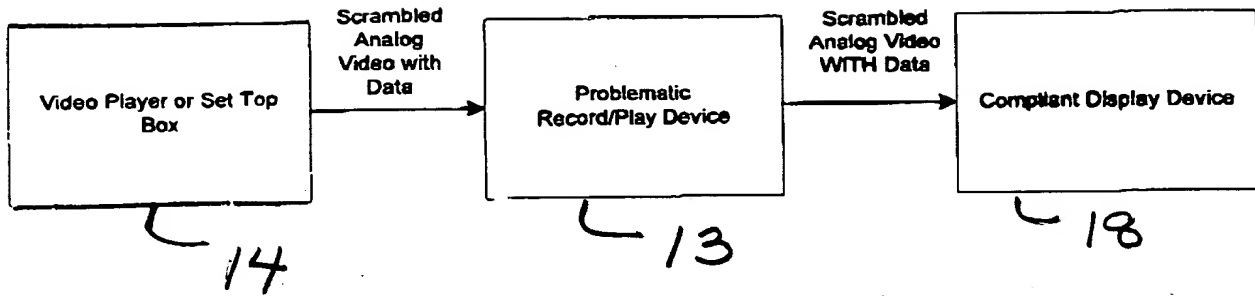 Video Player or Set Top
Box
Scrambled
Analog
Video with
Data
Problematic
Record/Play Device
Scrambled
Analog Video
WITH Data
Compliant Display Device
14
13
18